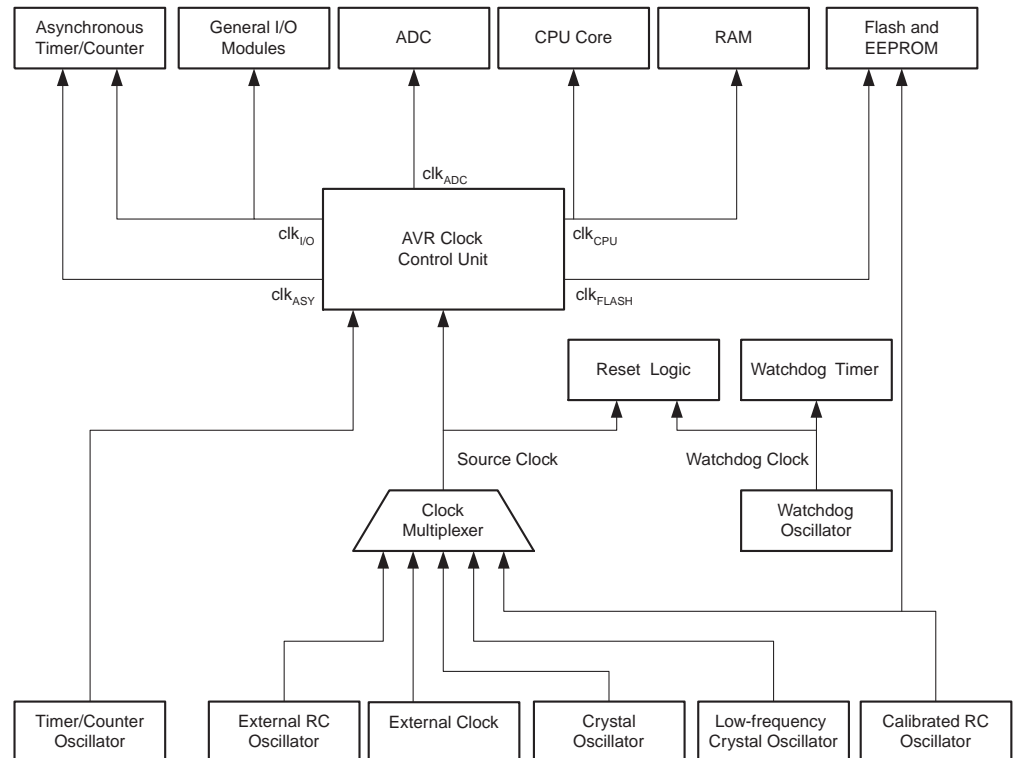 Asynchronous
Timer/Counter
General I/O
Modules
ADC
CPU Core
RAM
Flash and
EEPROM
clkADC
clkI/O
AVR Clock
Control Unit
clkCPU
clkASY
clkFLASH
Reset Logic
Watchdog Timer
Source Clock
Watchdog Clock
Clock
Multiplexer
Watchdog
Oscillator
Timer/Counter
Oscillator
External RC
Oscillator
External Clock
Crystal
Oscillator
Low-frequency
Crystal Oscillator
Calibrated RC
Oscillator